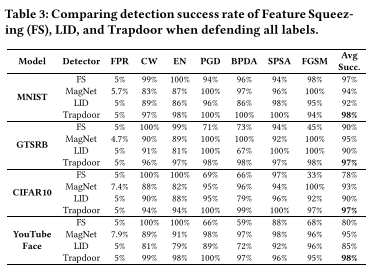 Table 3: Comparing detection success rate of Feature Squeez-
ing (FS), LID, and Trapdoor when defending all labels.
Model Detector FPR CW EN PGD BPDA SPSA FGSM Avg Succ.
MNIST
FS 5% 99% 100% 94% 96% 94% 98% 97%
MagNet 5.7% 83% 87% 100% 97% 96% 100% 94%
LID 5% 89% 86% 96% 86% 98% 95% 92%
Trapdoor 5% 97% 98% 100% 100% 100% 94% 98%
GTSRB
FS 5% 100% 99% 71% 73% 94% 45% 90%
MagNet 4.7% 90% 89% 100% 100% 92% 100% 95%
LID 5% 91% 81% 100% 67% 100% 100% 90%
Trapdoor 5% 96% 97% 98% 98% 97% 98% 97%
CIFAR10
FS 5% 100% 100% 69% 66% 97% 33% 78%
MagNet 7.4% 88% 82% 95% 96% 94% 100% 93%
LID 5% 90% 88% 95% 79% 96% 92% 90%
Trapdoor 5% 94% 94% 100% 99% 100% 97% 97%
YouTube Face
FS 5% 100% 100% 66% 59% 88% 68% 80%
MagNet 7.9% 89% 91% 98% 97% 98% 96% 95%
LID 5% 81% 79% 89% 72% 92% 96% 85%
Trapdoor 5% 99% 98% 100% 97% 96% 95% 98%